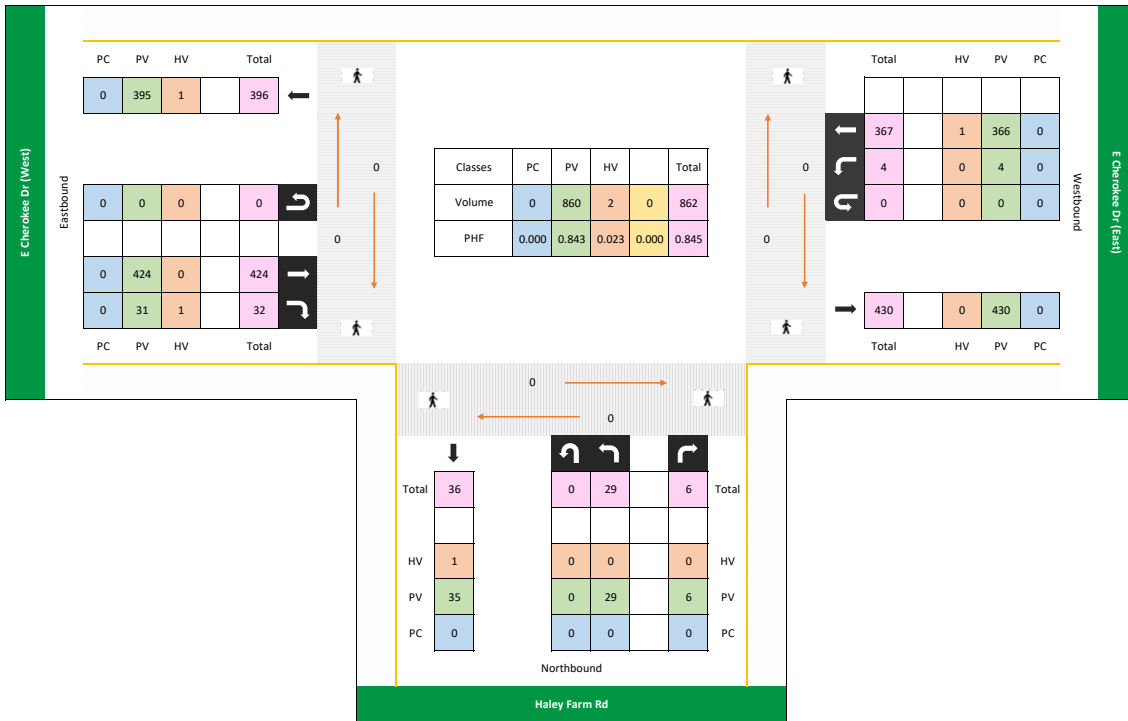 PC PV HV Total
0 395 1 396
E Cherokee Dr (West)
Eastbound
0 0 0 0
0 424 0 424
0 31 1 32
PC PV HV Total
0
0
Classes PC PV HV Total
Volume 0 860 2 0 862
PHF 0.000 0.843 0.023 0.000 0.845
0
0
Total HV PV PC
367 1 366 0
4 0 4 0
0 0 0 0
Westbound
E Cherokee Dr (East)
430 0 430 0
Total HV PV PC
0
0
Total 36 0 29 6 Total
HV 1 0 0 0 HV
PV 35 0 29 6 PV
PC 0 0 0 0 PC
Northbound
Haley Farm Rd